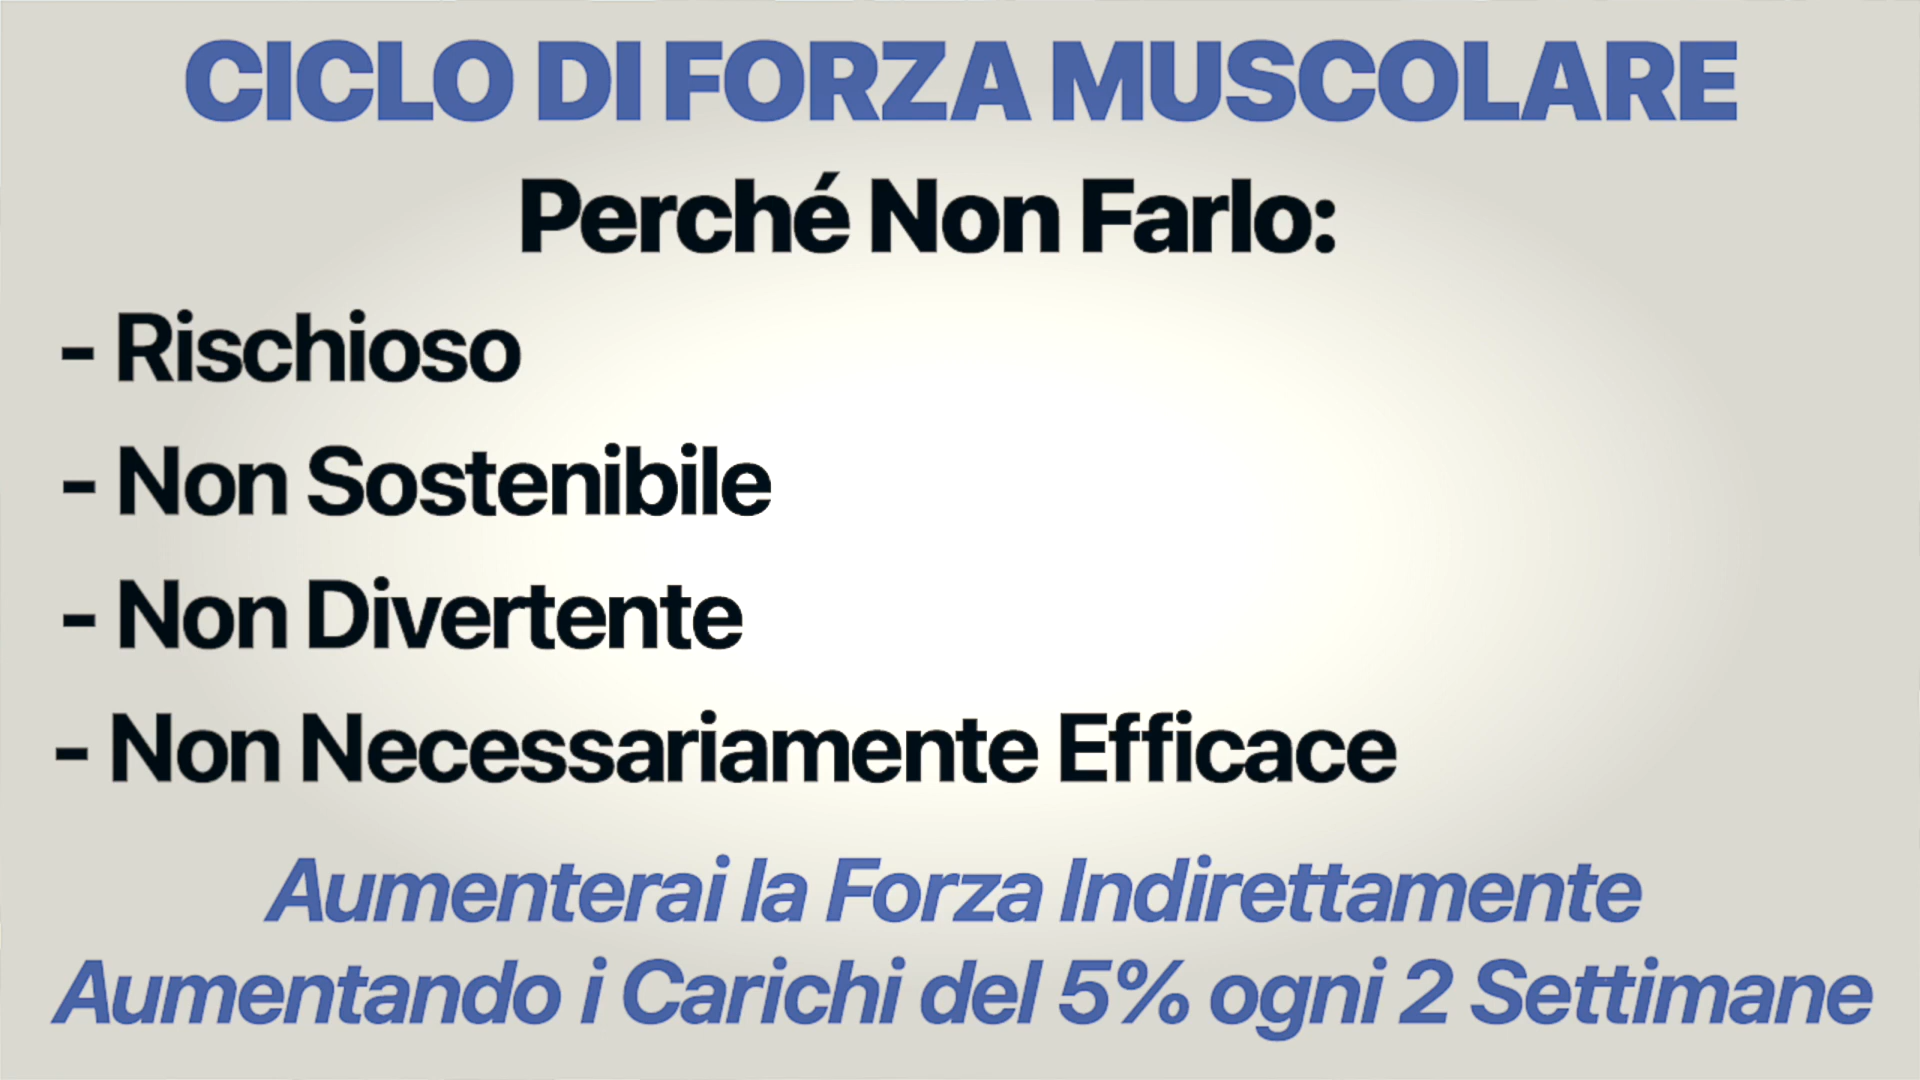 CICLO DI FORZA MUSCOLARE
Perché Non Farlo:
- Rischioso
- Non Sostenibile
- Non Divertente
- Non Necessariamente Efficace
Aumenterai la Forza Indirettamente
Aumentando i Carichi del 5% ogni 2 Settimane